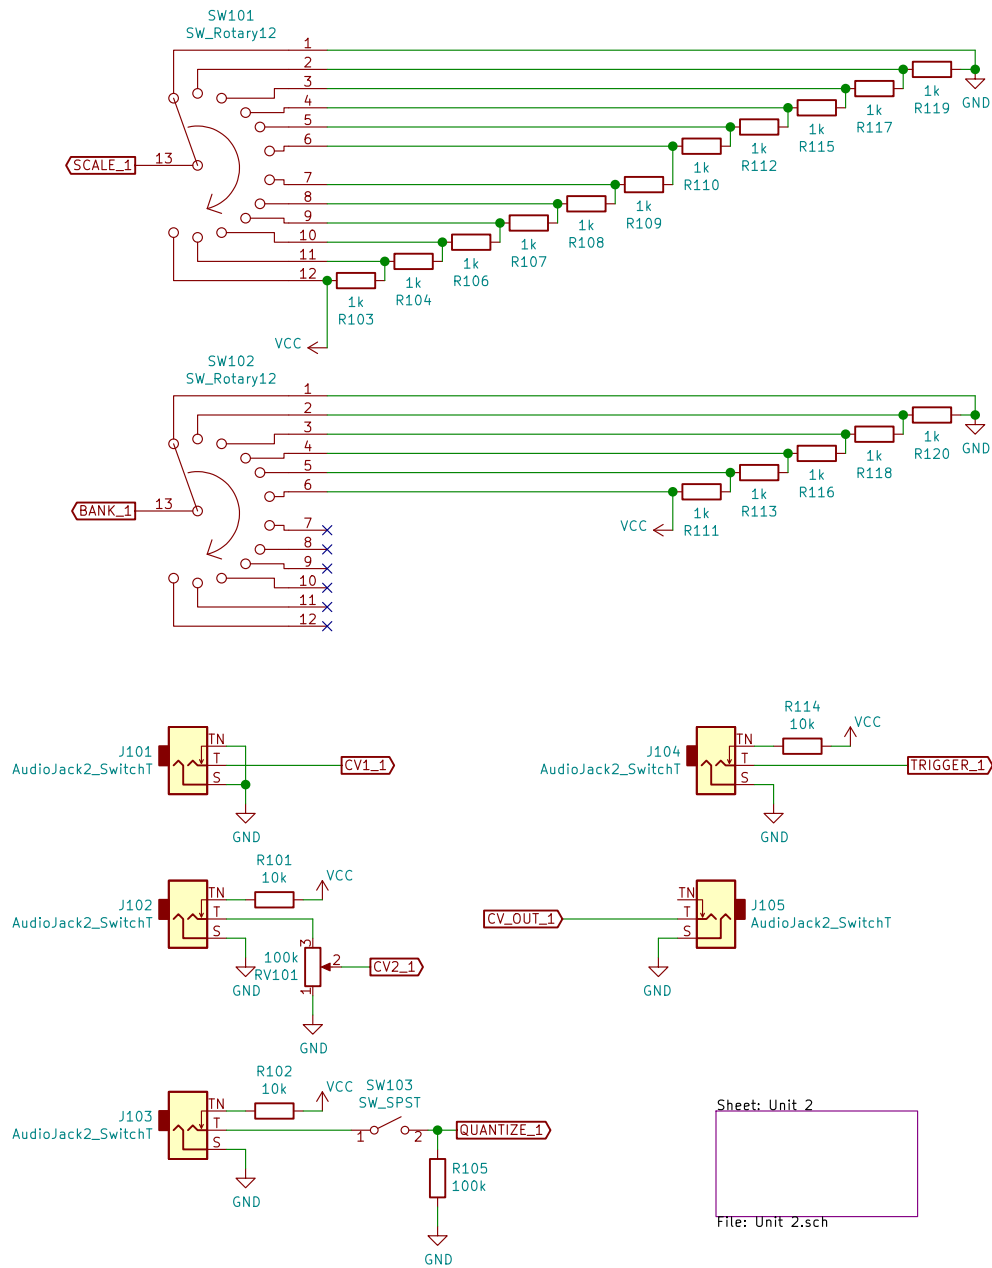 SW101
SW_Rotary12
1
2
3
4
5
6
7
8
9
10
11
12
SCALE_1
13
1k
R119
GND
1k
R117
1k
R115
1k
R112
1k
R110
1k
R109
1k
R108
1k
R107
1k
R106
1k
R104
1k
R103
VCC
SW102
SW_Rotary12
1
2
3
4
5
6
7
8
9
10
11
12
BANK_1
13
1k
R120
GND
1k
R118
1k
R116
1k
R113
1k
R111
VCC
J101
AudioJack2_SwitchT
TN
T
S
CV1_1
GND
J104
AudioJack2_SwitchT
TN
T
S
R114
10k
VCC
TRIGGER_1
GND
J102
AudioJack2_SwitchT
TN
T
S
R101
10k
VCC
GND
100k
RV101
3
2
1
CV2_1
GND
CV_OUT_1
TN
T
S
J105
AudioJack2_SwitchT
GND
J103
AudioJack2_SwitchT
TN
T
S
R102
10k
VCC
SW103
SW_SPST
1
2
QUANTIZE_1
GND
R105
100k
GND
Sheet: Unit 2
File: Unit 2.sch